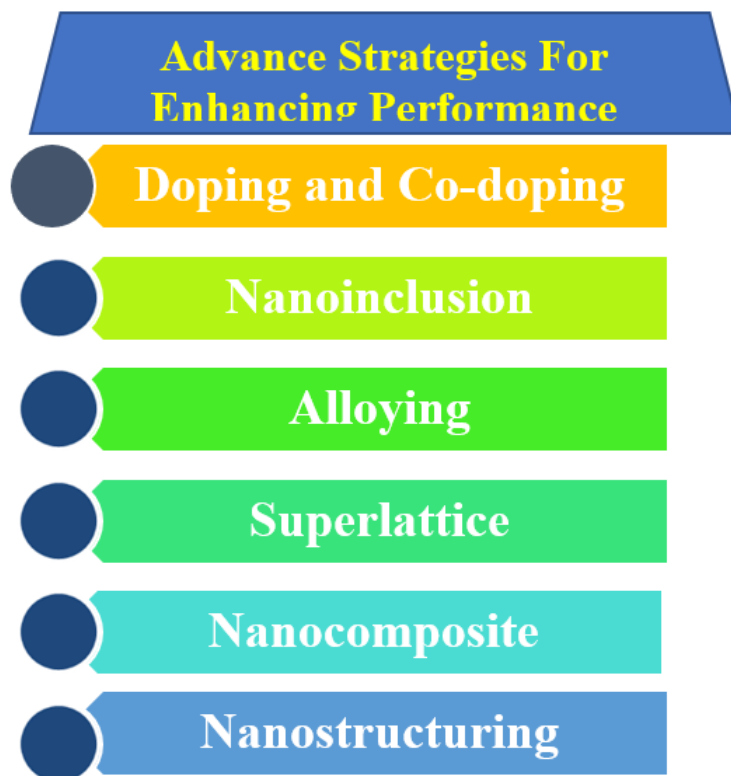 Advance Strategies For
Enhancing Performance
Doping and Co-doping
Nanoinclusion
Alloying
Superlattice
Nanocomposite
Nanostructuring